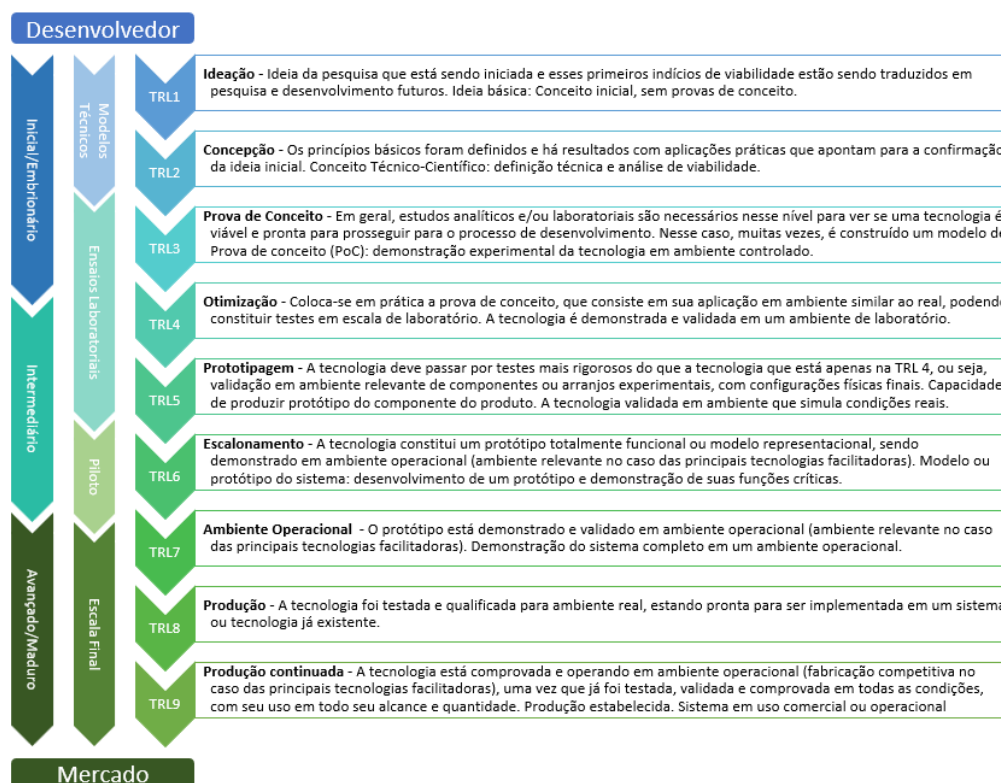 Desenvolvedor
Inicial/Embrionário
Intermediário
Avançado/Maduro
Modelos
Técnicos
Ensaios Laboratoriais
Piloto
Escala Final
TRL1
Ideação - Ideia da pesquisa que está sendo iniciada e esses primeiros indícios de viabilidade estão sendo traduzidos em
pesquisa e desenvolvimento futuros. Ideia básica: Conceito inicial, sem provas de conceito.
TRL2
Concepção - Os princípios básicos foram definidos e há resultados com aplicações práticas que apontam para a confirmação
da ideia inicial. Conceito Técnico-Científico: definição técnica e análise de viabilidade.
TRL3
Prova de Conceito - Em geral, estudos analíticos e/ou laboratoriais são necessários nesse nível para ver se uma tecnologia é
viável e pronta para prosseguir para o processo de desenvolvimento. Nesse caso, muitas vezes, é construído um modelo de
Prova de conceito (PoC): demonstração experimental da tecnologia em ambiente controlado.
TRL4
Otimização - Coloca-se em prática a prova de conceito, que consiste em sua aplicação em ambiente similar ao real, podendo
constituir testes em escala de laboratório. A tecnologia é demonstrada e validada em um ambiente de laboratório.
TRL5
Prototipagem - A tecnologia deve passar por testes mais rigorosos do que a tecnologia que está apenas na TRL 4, ou seja,
validação em ambiente relevante de componentes ou arranjos experimentais, com configurações físicas finais. Capacidade
de produzir protótipo do componente do produto. A tecnologia validada em ambiente que simula condições reais.
TRL6
Escalonamento - A tecnologia constitui um protótipo totalmente funcional ou modelo representacional, sendo
demonstrado em ambiente operacional (ambiente relevante no caso das principais tecnologias facilitadoras). Modelo ou
protótipo do sistema: desenvolvimento de um protótipo e demonstração de suas funções críticas.
TRL7
Ambiente Operacional - O protótipo está demonstrado e validado em ambiente operacional (ambiente relevante no caso
das principais tecnologias facilitadoras). Demonstração do sistema completo em um ambiente operacional.
TRL8
Produção - A tecnologia foi testada e qualificada para ambiente real, estando pronta para ser implementada em um sistema
ou tecnologia já existente.
TRL9
Produção continuada - A tecnologia está comprovada e operando em ambiente operacional (fabricação competitiva no
caso das principais tecnologias facilitadoras), uma vez que já foi testada, validada e comprovada em todas as condições,
com seu uso em todo seu alcance e quantidade. Produção estabelecida. Sistema em uso comercial ou operacional
Mercado